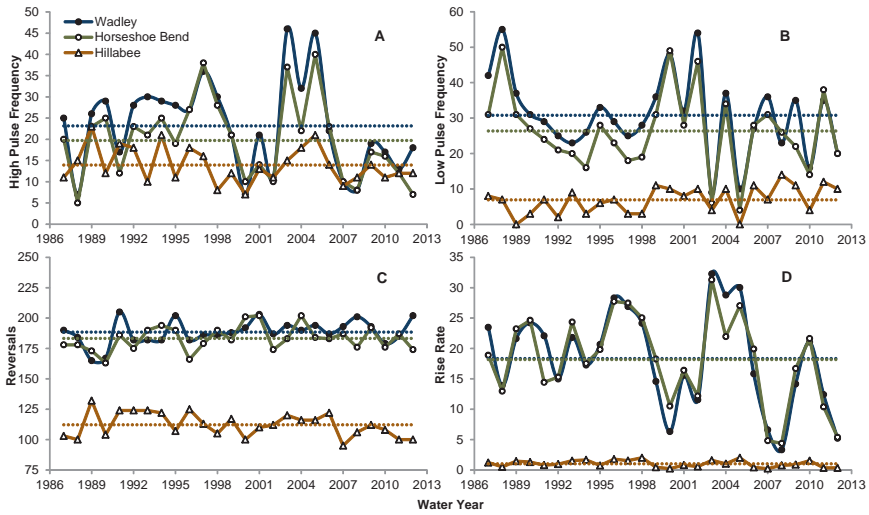 Wadley
Horseshoe Bend
Hillabee
A
High Pulse Frequency
50
45
40
35
30
25
20
15
10
5
0
1986 1989 1992 1995 1998 2001 2004 2007 2010 2013
B
Low Pulse Frequency
60
50
40
30
20
10
0
1986 1989 1992 1995 1998 2001 2004 2007 2010 2013
C
Reversals
250
225
200
175
150
125
100
75
1986 1989 1992 1995 1998 2001 2004 2007 2010 2013
D
Rise Rate
35
30
25
20
15
10
5
0
1986 1989 1992 1995 1998 2001 2004 2007 2010 2013
Water Year